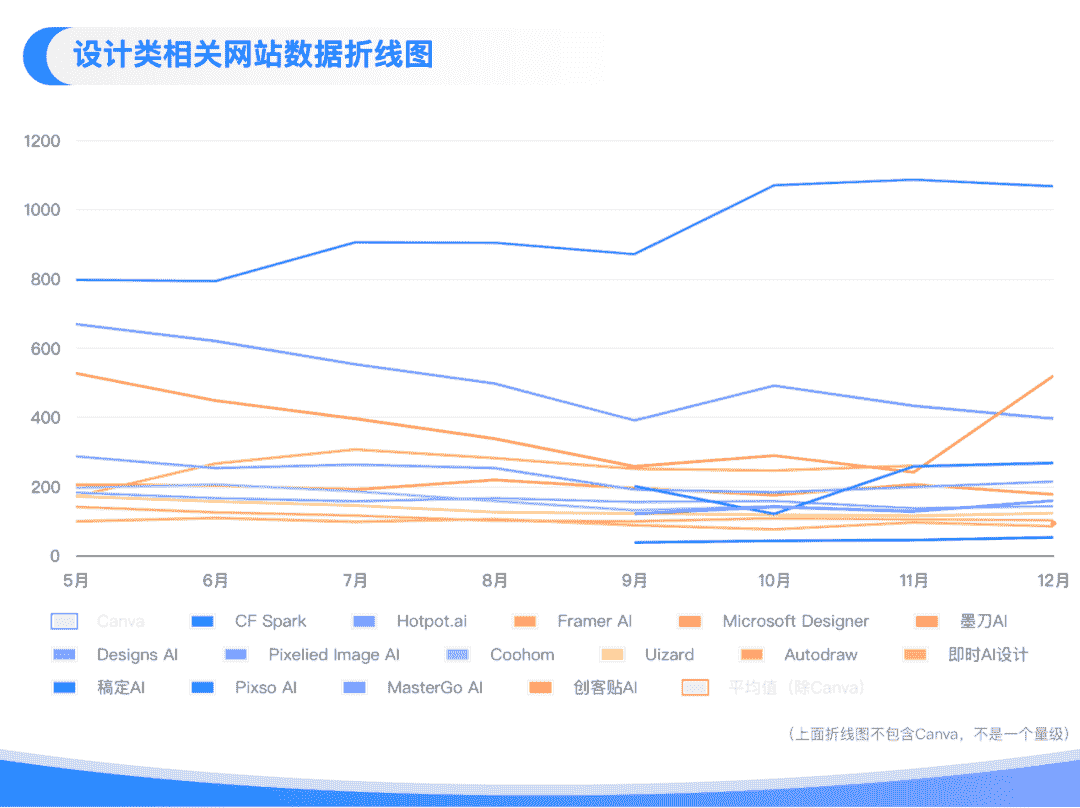 设计类相关网站数据折线图
1200
1000
800
600
400
200
0
5月 6月 7月 8月 9月 10月 11月 12月
Canva CF Spark Hotpot.ai Framer AI Microsoft Designer 墨刀AI
Designs AI Pixelied Image AI Coohom Uizard Autodraw 即时AI设计
稿定AI Pixso AI MasterGo AI 创客贴AI 平均值（除Canva）
（上面折线图不包含Canva，不是一个量级）